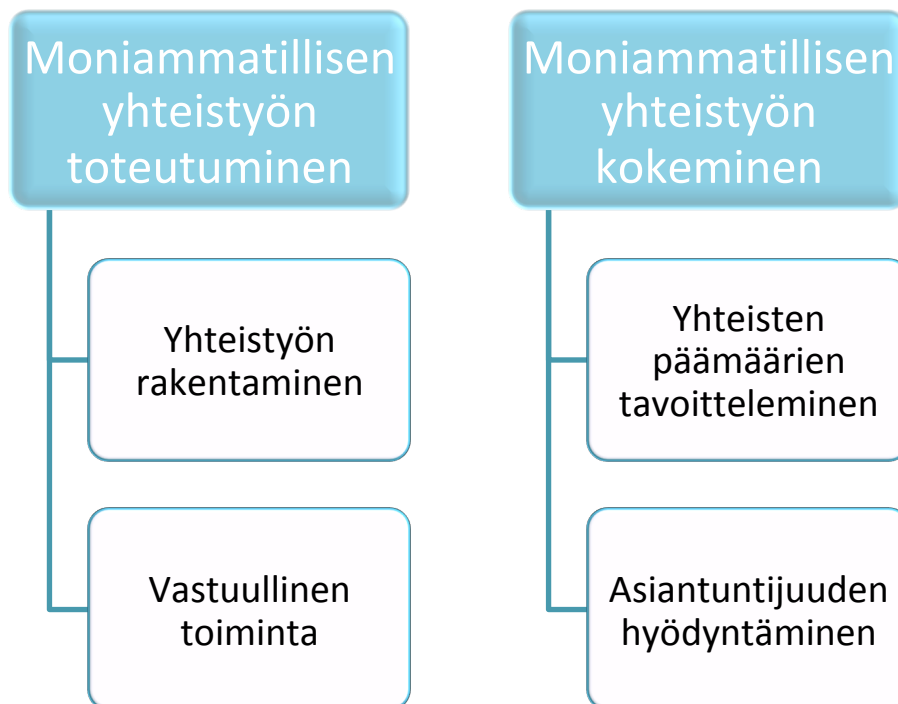 Moniammatillisen
yhteistyön
toteutuminen
Yhteistyön
rakentaminen
Vastuullinen
toiminta
Moniammatillisen
yhteistyön
kokeminen
Yhteisten
päämäärien
tavoitteleminen
Asiantuntijuuden
hyödyntäminen